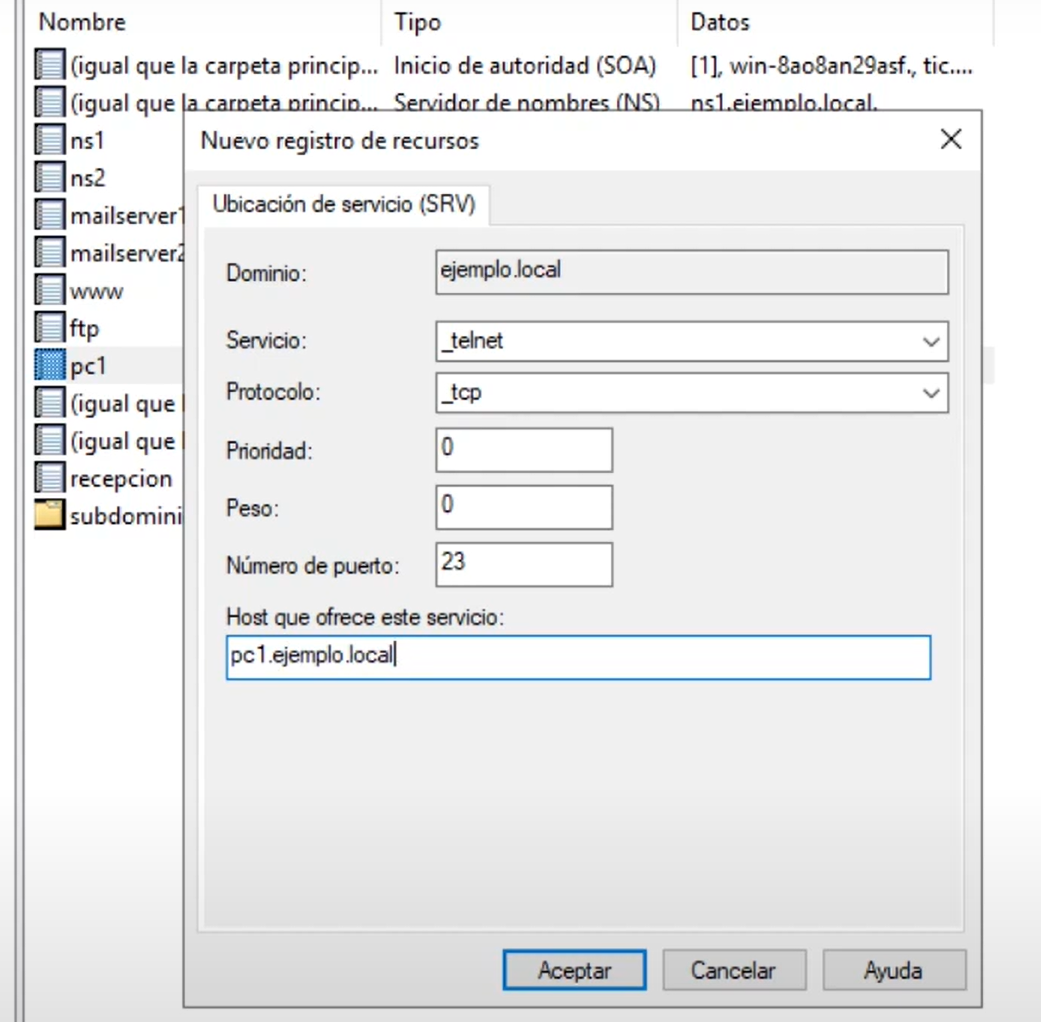 Nombre Tipo Datos
(igual que la carpeta princip... Inicio de autoridad (SOA) [1], win-8ao8an29asf., tic....
(igual que la carpeta princip... Servidor de nombres (NS) ns1.ejemplo.local.
ns1
ns2
mailserver1
mailserver2
www
ftp
pc1
(igual que
(igual que
recepcion
subdomini
Nuevo registro de recursos
Ubicación de servicio (SRV)
Dominio: ejemplo.local
Servicio: _telnet
Protocolo: _tcp
Prioridad: 0
Peso: 0
Número de puerto: 23
Host que ofrece este servicio:
pc1.ejemplo.local
Aceptar Cancelar Ayuda